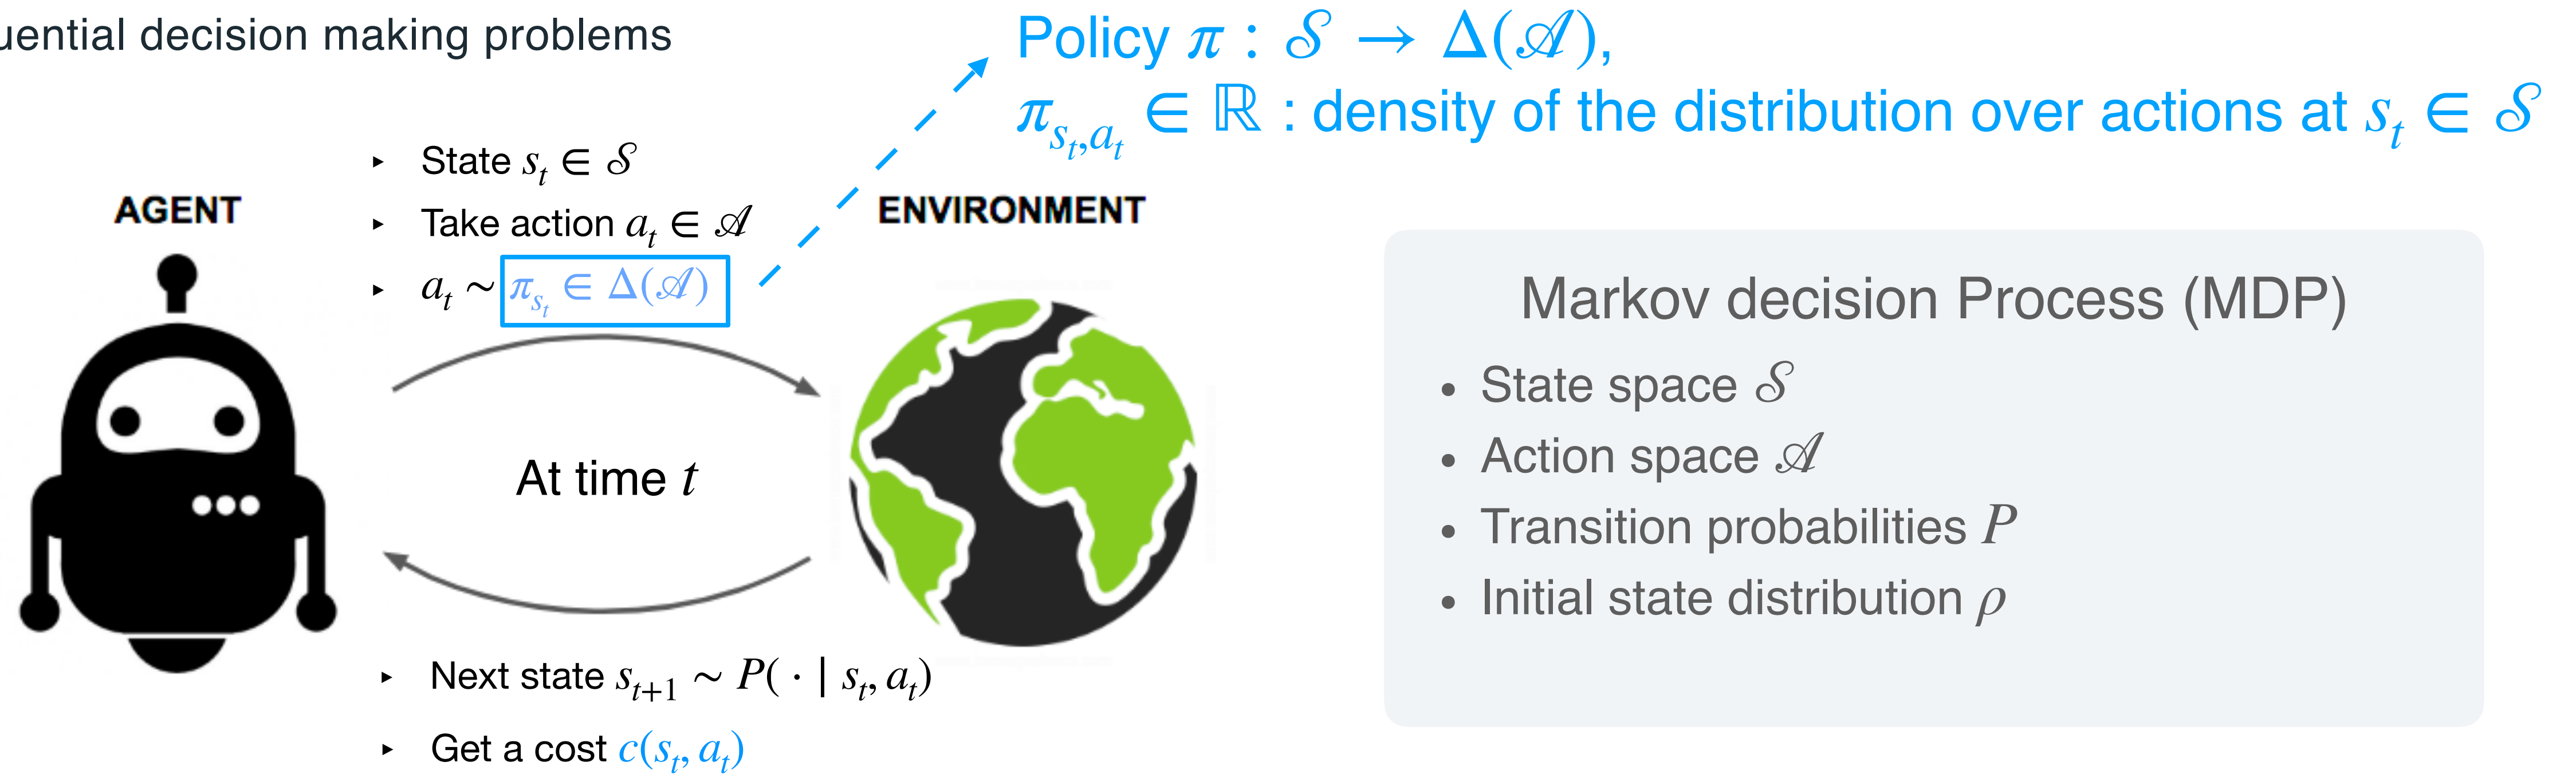 uential decision making problems
Policy π : 𝒮 → Δ(𝒜),
π_{s_t,a_t} ∈ ℝ : density of the distribution over actions at s_t ∈ 𝒮
▸ State s_t ∈ 𝒮
▸ Take action a_t ∈ 𝒜
▸ a_t ~ π_{s_t} ∈ Δ(𝒜)
AGENT
ENVIRONMENT
At time t
▸ Next state s_{t+1} ~ P( · | s_t, a_t)
▸ Get a cost c(s_t, a_t)
Markov decision Process (MDP)
• State space 𝒮
• Action space 𝒜
• Transition probabilities P
• Initial state distribution ρ